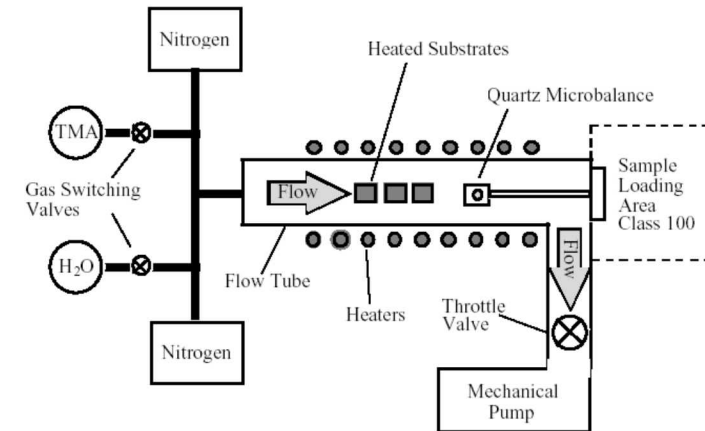 Nitrogen
Heated Substrates
Quartz Microbalance
TMA
Gas Switching
Valves
Flow
Sample
Loading
Area
Class 100
H₂O
Flow Tube
Heaters
Flow
Throttle
Valve
Nitrogen
Mechanical
Pump